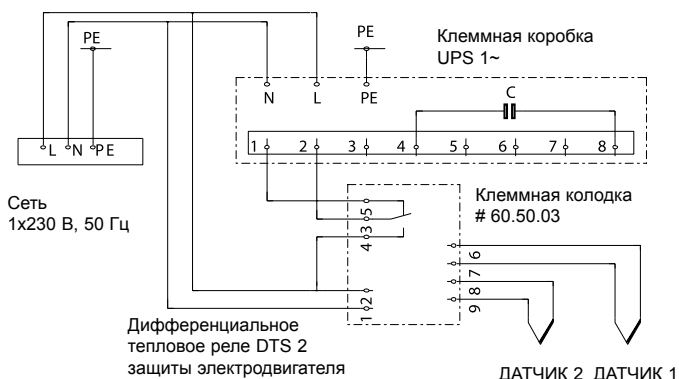 PE
PE
Клеммная коробка
UPS 1~
N L PE
C
L N PE
1 2 3 4 5 6 7 8
Сеть
1x230 В, 50 Гц
Клеммная колодка
# 60.50.03
5
3
4
6
7
8
9
2
1
Дифференциальное
тепловое реле DTS 2
защиты электродвигателя
ДАТЧИК 2 ДАТЧИК 1